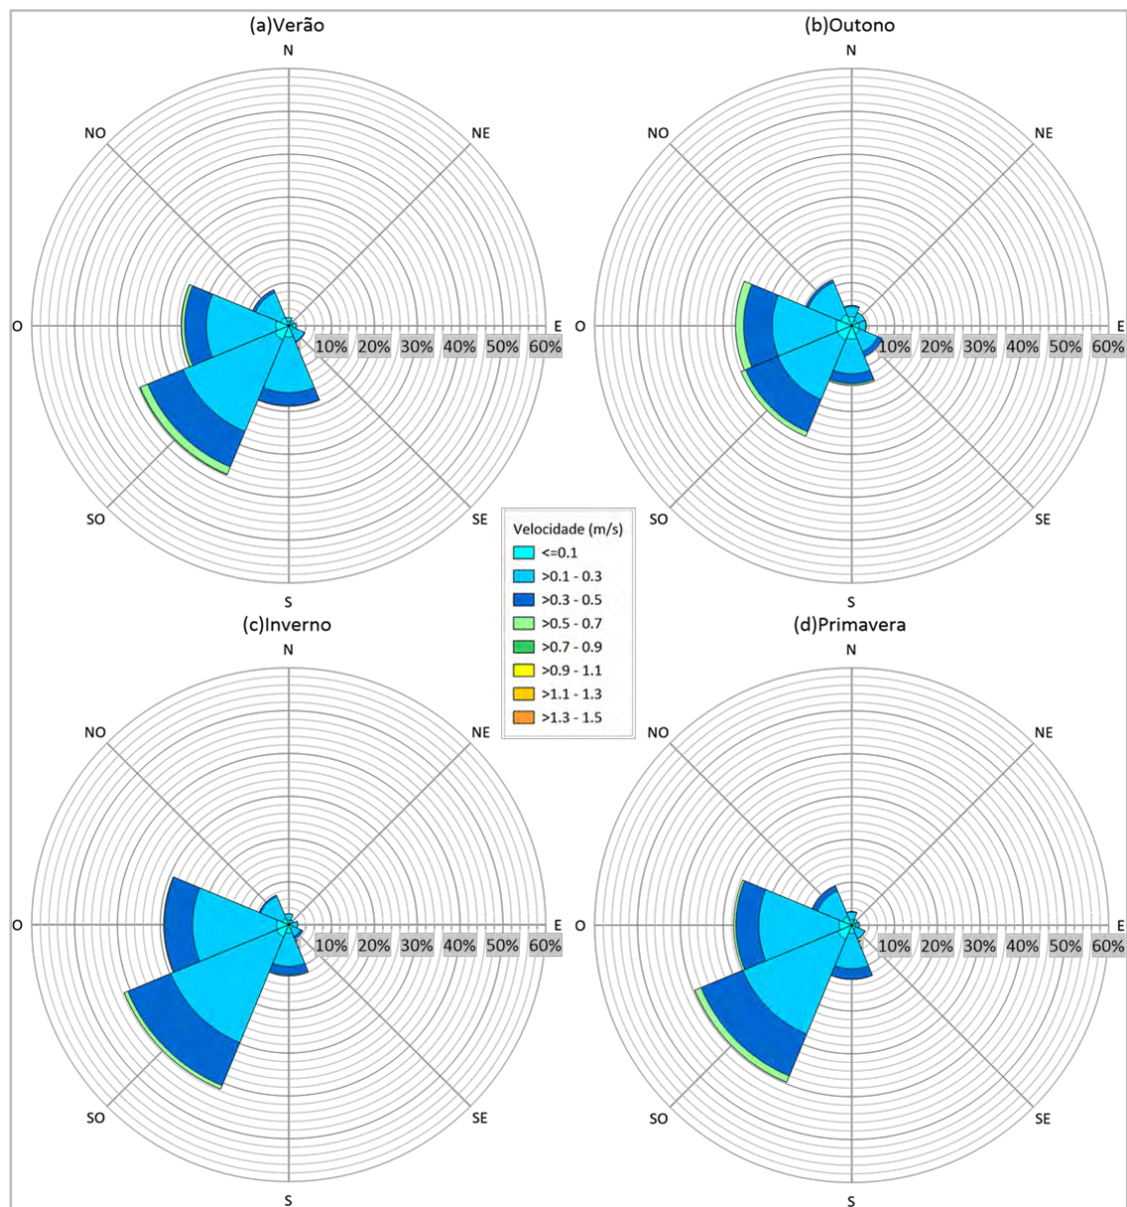 (a)Verão
N
NO
NE
O
E
10% 20% 30% 40% 50% 60%
SO
SE
S
(b)Outono
N
NO
NE
O
E
10% 20% 30% 40% 50% 60%
SO
SE
S
Velocidade (m/s)
<=0.1
>0.1 - 0.3
>0.3 - 0.5
>0.5 - 0.7
>0.7 - 0.9
>0.9 - 1.1
>1.1 - 1.3
>1.3 - 1.5
(c)Inverno
N
NO
NE
O
E
10% 20% 30% 40% 50% 60%
SO
SE
S
(d)Primavera
N
NO
NE
O
E
10% 20% 30% 40% 50% 60%
SO
SE
S